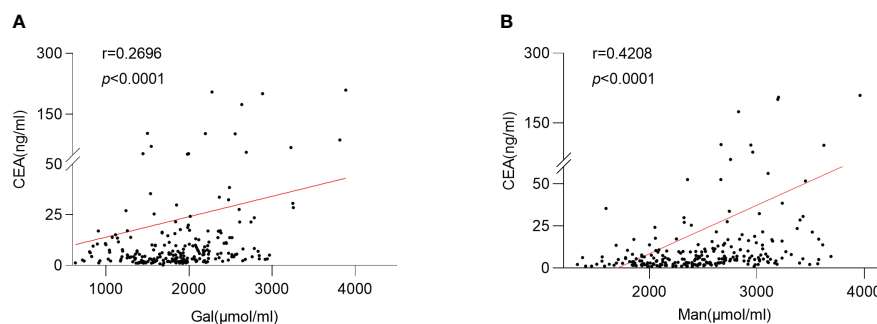 A
r=0.2696
p<0.0001
300
150
50
25
0
CEA(ng/ml)
1000
2000
3000
4000
Gal(μmol/ml)
B
r=0.4208
p<0.0001
300
150
50
25
0
CEA(ng/ml)
2000
3000
4000
Man(μmol/ml)